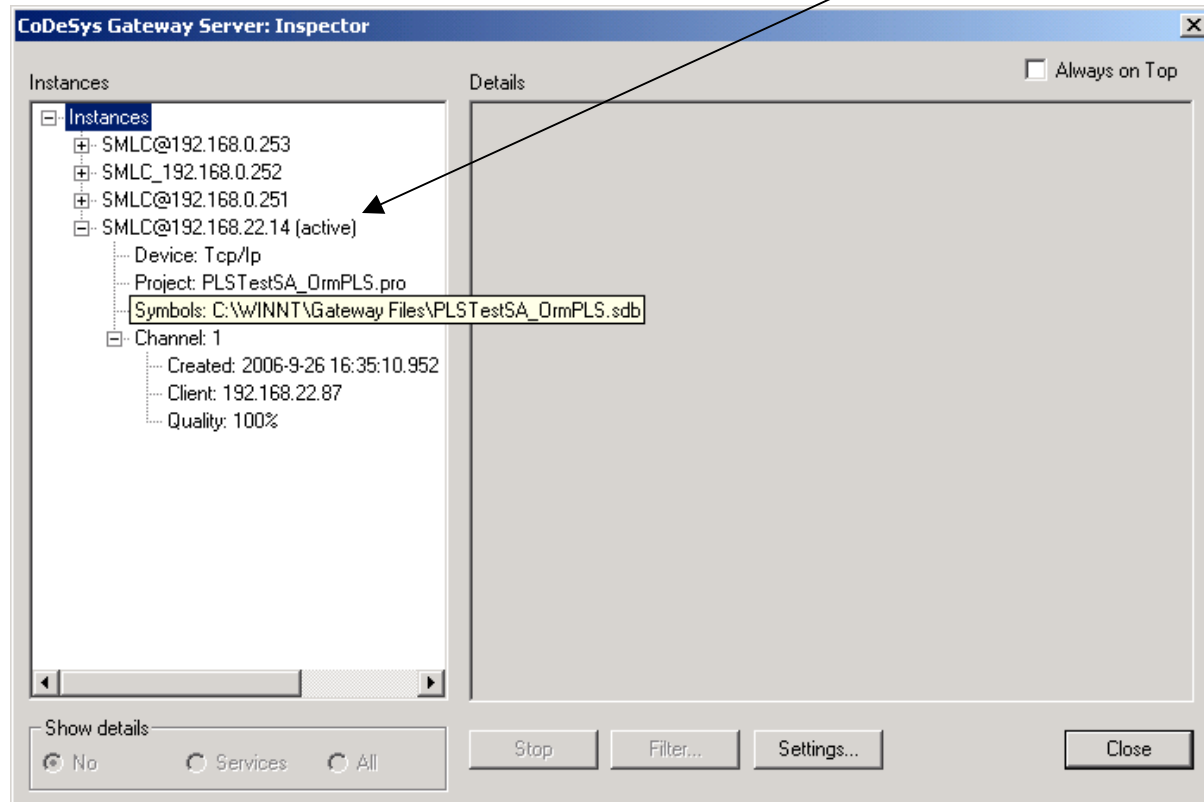 CoDeSys Gateway Server: Inspector
Instances
Details
Always on Top
Instances
SMLC@192.168.0.253
SMLC_192.168.0.252
SMLC@192.168.0.251
SMLC@192.168.22.14 (active)
Device: Tcp/Ip
Project: PLSTestSA_OrmPLS.pro
Symbols: C:\WINNT\Gateway Files\PLSTestSA_OrmPLS.sdb
Channel: 1
Created: 2006-9-26 16:35:10.952
Client: 192.168.22.87
Quality: 100%
Show details
No Services All
Stop Filter... Settings... Close